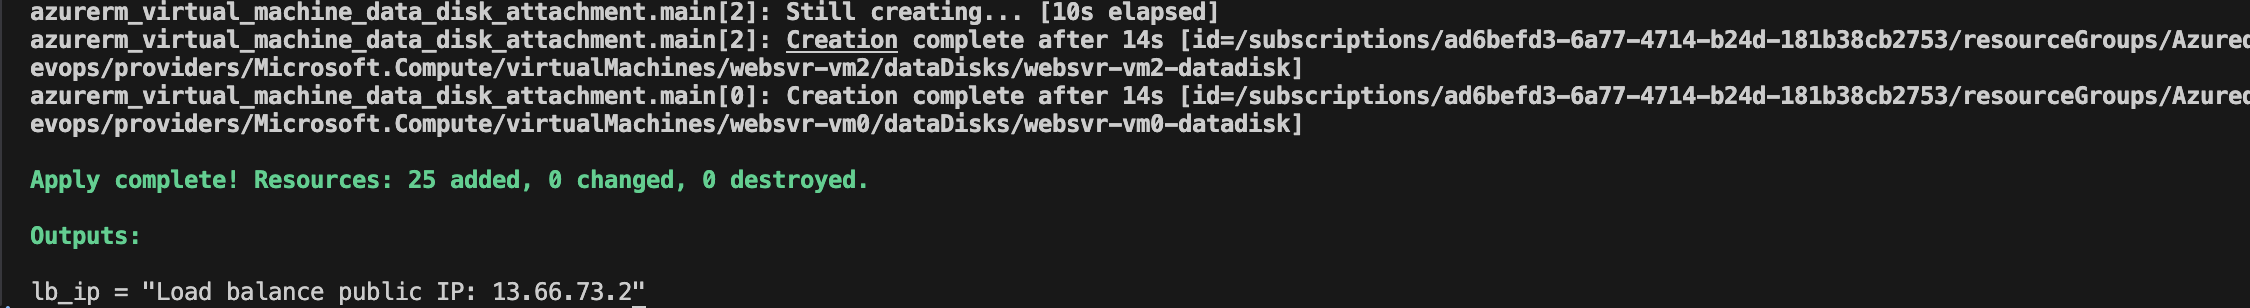 azurerm_virtual_machine_data_disk_attachment.main[2]: Still creating... [10s elapsed]
azurerm_virtual_machine_data_disk_attachment.main[2]: Creation complete after 14s [id=/subscriptions/ad6befd3-6a77-4714-b24d-181b38cb2753/resourceGroups/Azured
evops/providers/Microsoft.Compute/virtualMachines/websvr-vm2/dataDisks/websvr-vm2-datadisk]
azurerm_virtual_machine_data_disk_attachment.main[0]: Creation complete after 14s [id=/subscriptions/ad6befd3-6a77-4714-b24d-181b38cb2753/resourceGroups/Azured
evops/providers/Microsoft.Compute/virtualMachines/websvr-vm0/dataDisks/websvr-vm0-datadisk]
Apply complete! Resources: 25 added, 0 changed, 0 destroyed.
Outputs:
lb_ip = "Load balance public IP: 13.66.73.2"